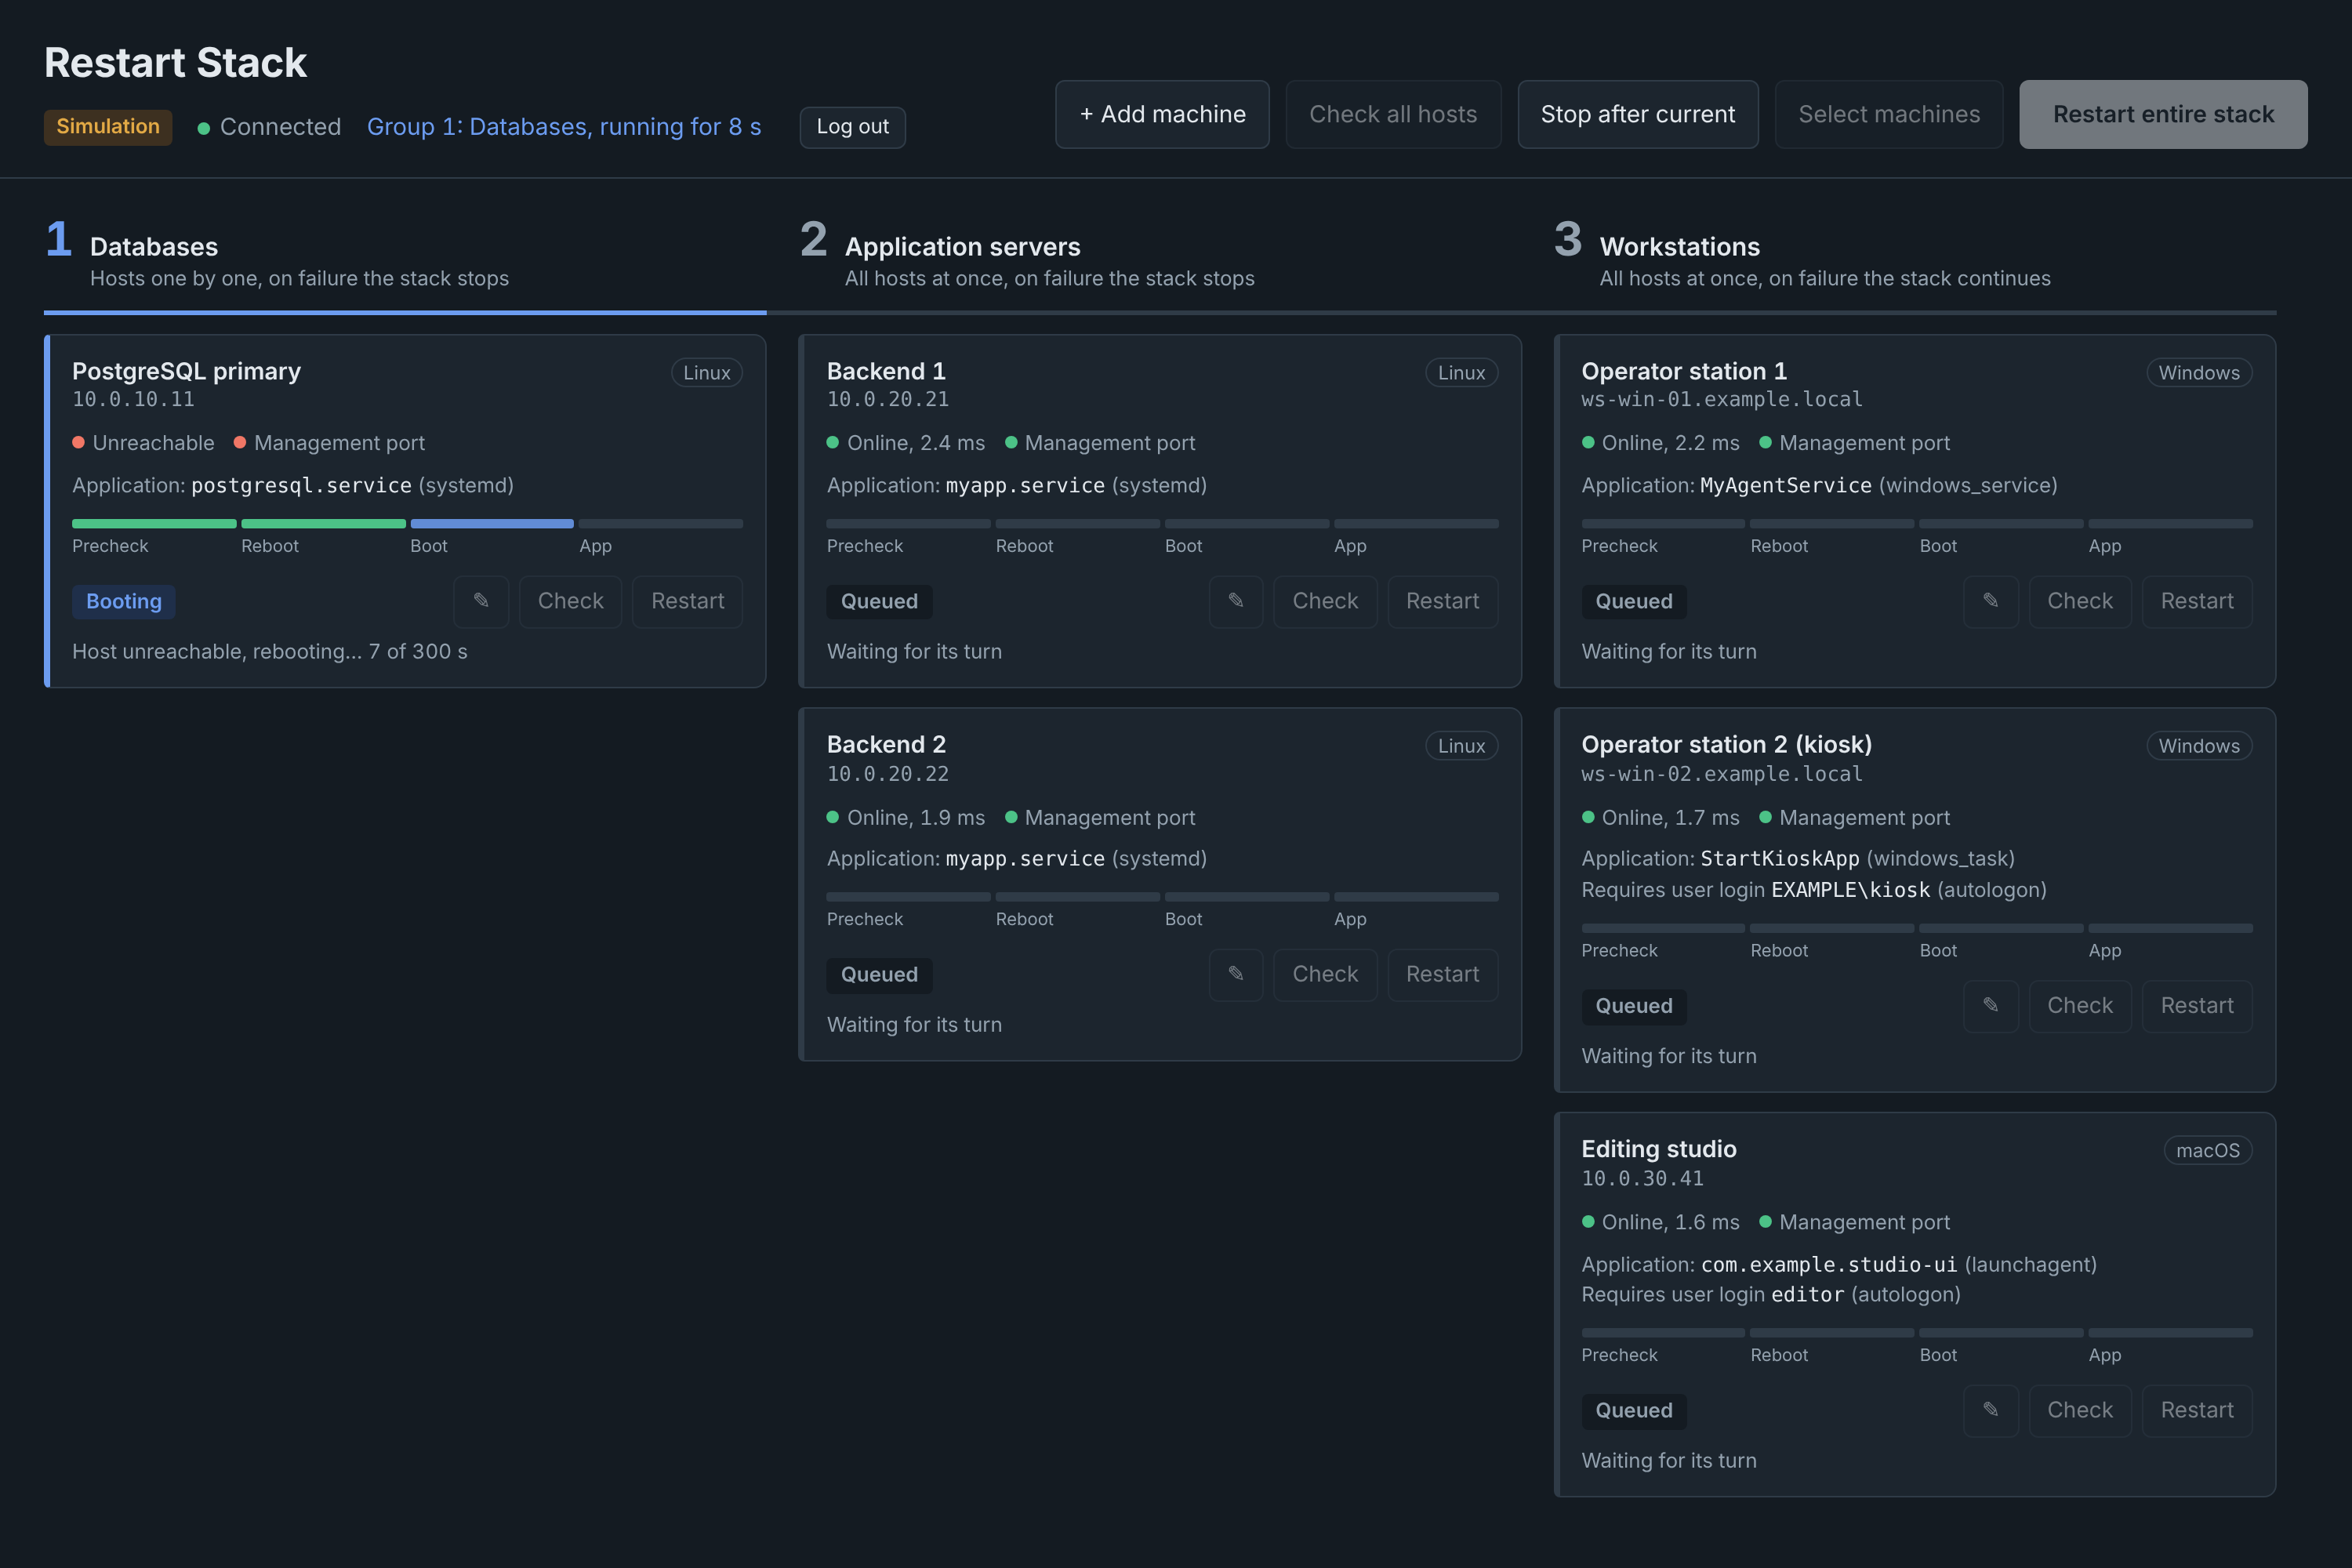 Restart Stack
Simulation
Connected
Group 1: Databases, running for 8 s
Log out
+ Add machine
Check all hosts
Stop after current
Select machines
Restart entire stack
1 Databases
Hosts one by one, on failure the stack stops
PostgreSQL primary
Linux
10.0.10.11
Unreachable Management port
Application: postgresql.service (systemd)
Precheck Reboot Boot App
Booting ✎ Check Restart
Host unreachable, rebooting... 7 of 300 s
2 Application servers
All hosts at once, on failure the stack stops
Backend 1
Linux
10.0.20.21
Online, 2.4 ms Management port
Application: myapp.service (systemd)
Precheck Reboot Boot App
Queued ✎ Check Restart
Waiting for its turn
Backend 2
Linux
10.0.20.22
Online, 1.9 ms Management port
Application: myapp.service (systemd)
Precheck Reboot Boot App
Queued ✎ Check Restart
Waiting for its turn
3 Workstations
All hosts at once, on failure the stack continues
Operator station 1
Windows
ws-win-01.example.local
Online, 2.2 ms Management port
Application: MyAgentService (windows_service)
Precheck Reboot Boot App
Queued ✎ Check Restart
Waiting for its turn
Operator station 2 (kiosk)
Windows
ws-win-02.example.local
Online, 1.7 ms Management port
Application: StartKioskApp (windows_task)
Requires user login EXAMPLE\kiosk (autologon)
Precheck Reboot Boot App
Queued ✎ Check Restart
Waiting for its turn
Editing studio
macOS
10.0.30.41
Online, 1.6 ms Management port
Application: com.example.studio-ui (launchagent)
Requires user login editor (autologon)
Precheck Reboot Boot App
Queued ✎ Check Restart
Waiting for its turn